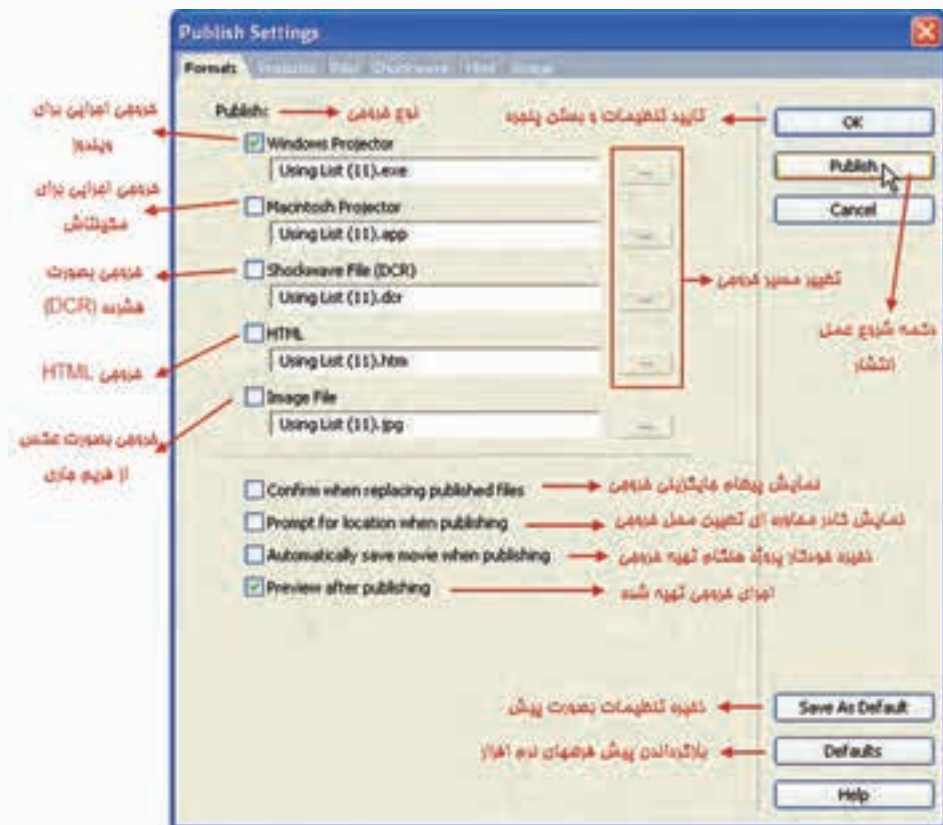 Publish Settings
Formats Projector Files Shockwave Html Image
Publish:
نوع خروجی
تایید تنظیمات و بستن پنجره
OK
خروجی اجرایی برای
ویندوز
Windows Projector
Using List (11).exe
...
Publish
خروجی اجرایی برای
مکینتاش
Macintosh Projector
Using List (11).app
...
Cancel
خروجی بصورت
فشرده (DCR)
Shockwave File (DCR)
Using List (11).dcr
...
تغییر مسیر خروجی
دکمه شروع عمل
انتشار
خروجی HTML
HTML
Using List (11).htm
...
خروجی بصورت عکس
از فریم جاری
Image File
Using List (11).jpg
...
Confirm when replacing published files
نمایش پیغام جایگزینی خروجی
Prompt for location when publishing
نمایش کادر محاوره ای تعیین محل خروجی
Automatically save movie when publishing
ذخیره خودکار پروژه هنگام تهیه خروجی
Preview after publishing
اجرای خروجی تهیه شده
ذخیره تنظیمات بصورت پیش
Save As Default
بازگرداندن پیش فرضهای نرم افزار
Defaults
Help